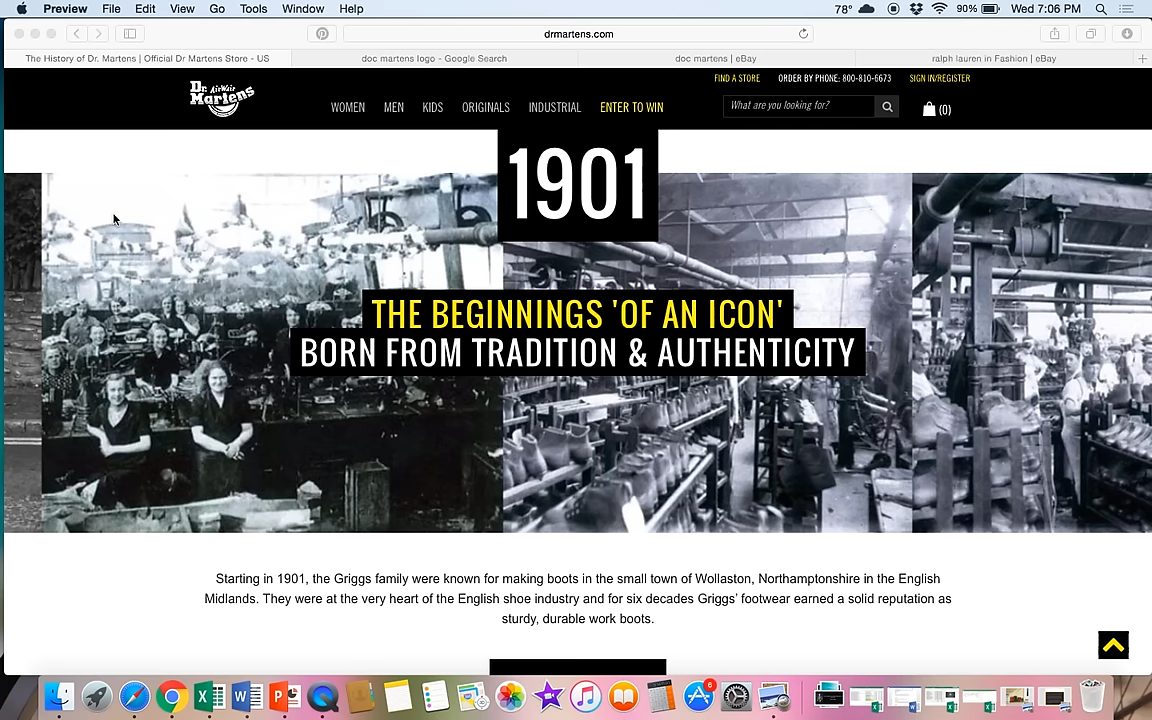 Preview File Edit View Go Tools Window Help 78° 90% Wed 7:06 PM
drmartens.com
The History of Dr. Martens | Official Dr Martens Store - US doc martens logo - Google Search doc martens | eBay ralph lauren in Fashion | eBay
FIND A STORE ORDER BY PHONE: 800-810-6673 SIGN IN/REGISTER
Dr. AirWair
Martens
WOMEN MEN KIDS ORIGINALS INDUSTRIAL ENTER TO WIN What are you looking for? (0)
1901
THE BEGINNINGS 'OF AN ICON'
BORN FROM TRADITION & AUTHENTICITY
Starting in 1901, the Griggs family were known for making boots in the small town of Wollaston, Northamptonshire in the English
Midlands. They were at the very heart of the English shoe industry and for six decades Griggs' footwear earned a solid reputation as
sturdy, durable work boots.
6